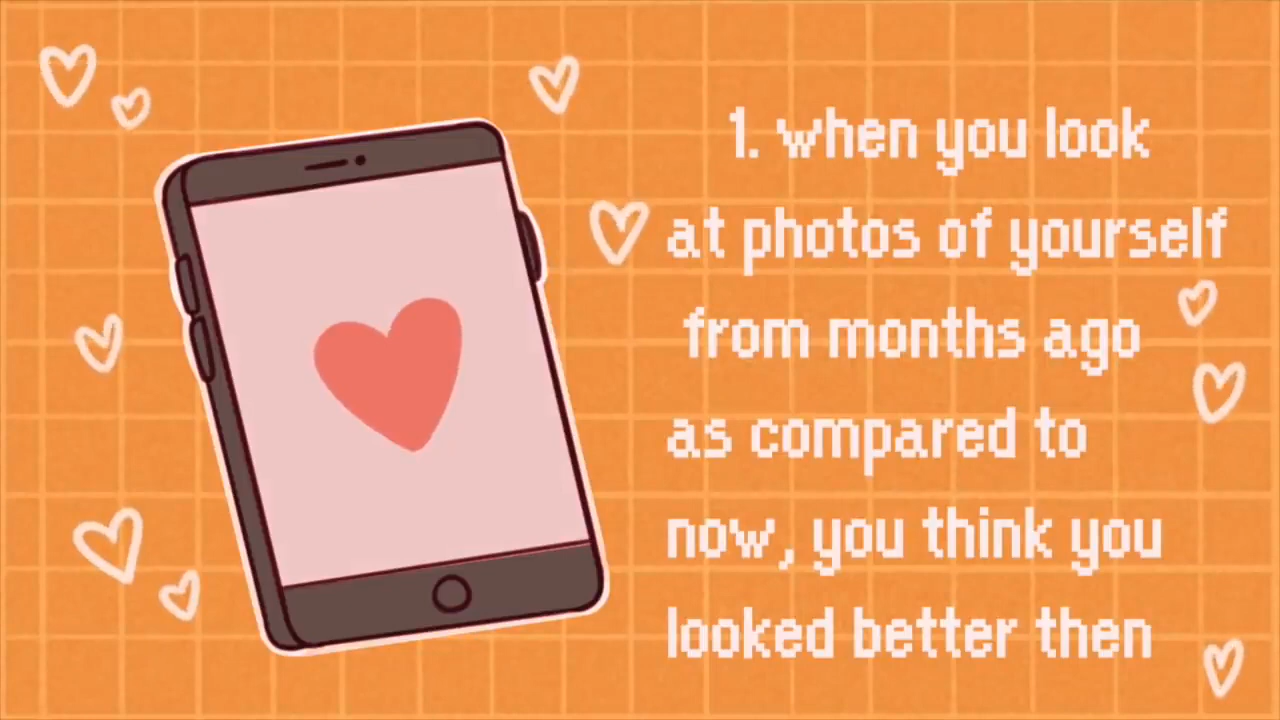 1. when you look
at photos of yourself
from months ago
as compared to
now, you think you
looked better then